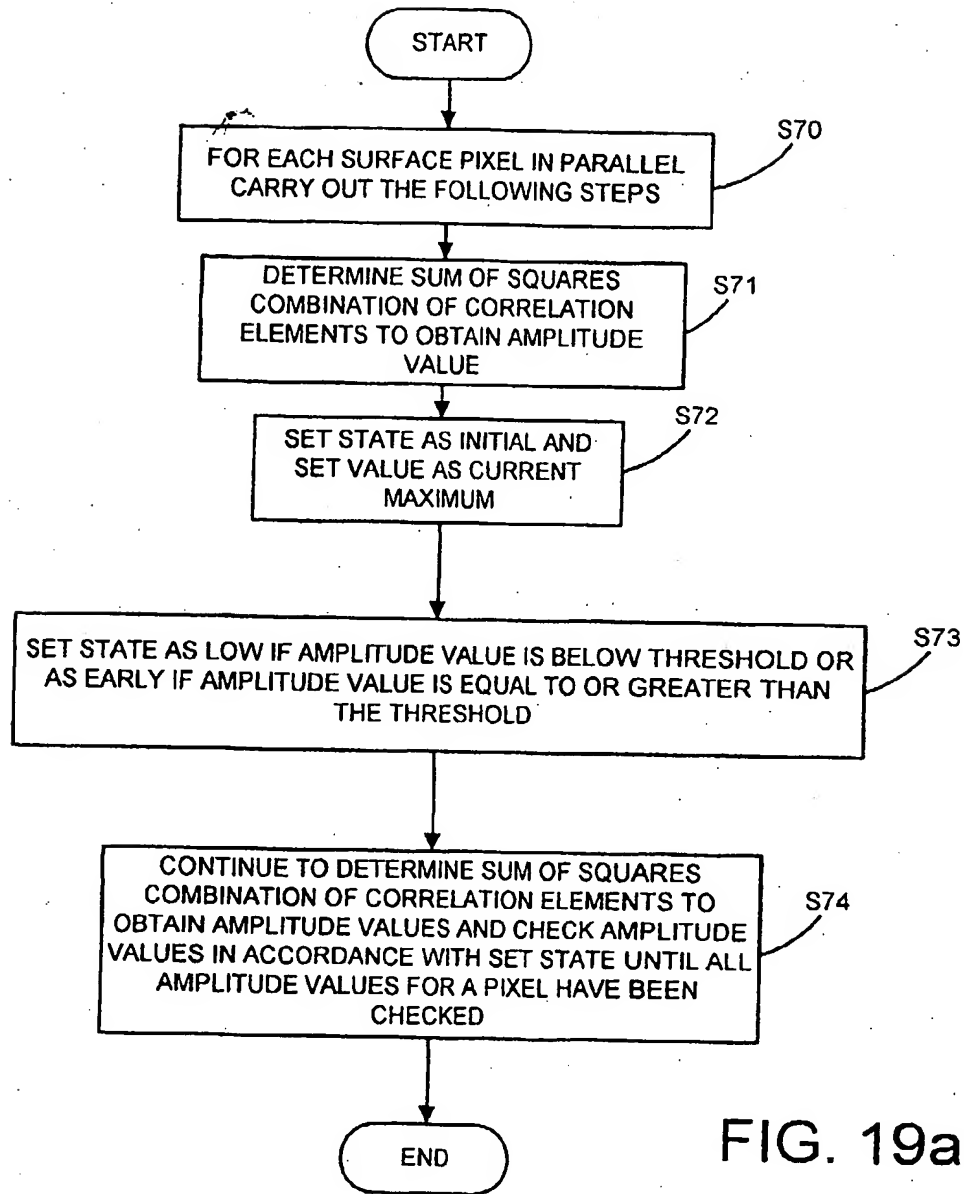 START
FOR EACH SURFACE PIXEL IN PARALLEL
CARRY OUT THE FOLLOWING STEPS
S70
DETERMINE SUM OF SQUARES
COMBINATION OF CORRELATION
ELEMENTS TO OBTAIN AMPLITUDE
VALUE
S71
SET STATE AS INITIAL AND
SET VALUE AS CURRENT
MAXIMUM
S72
SET STATE AS LOW IF AMPLITUDE VALUE IS BELOW THRESHOLD OR
AS EARLY IF AMPLITUDE VALUE IS EQUAL TO OR GREATER THAN
THE THRESHOLD
S73
CONTINUE TO DETERMINE SUM OF SQUARES
COMBINATION OF CORRELATION ELEMENTS TO
OBTAIN AMPLITUDE VALUES AND CHECK AMPLITUDE
VALUES IN ACCORDANCE WITH SET STATE UNTIL ALL
AMPLITUDE VALUES FOR A PIXEL HAVE BEEN
CHECKED
S74
END
FIG. 19a